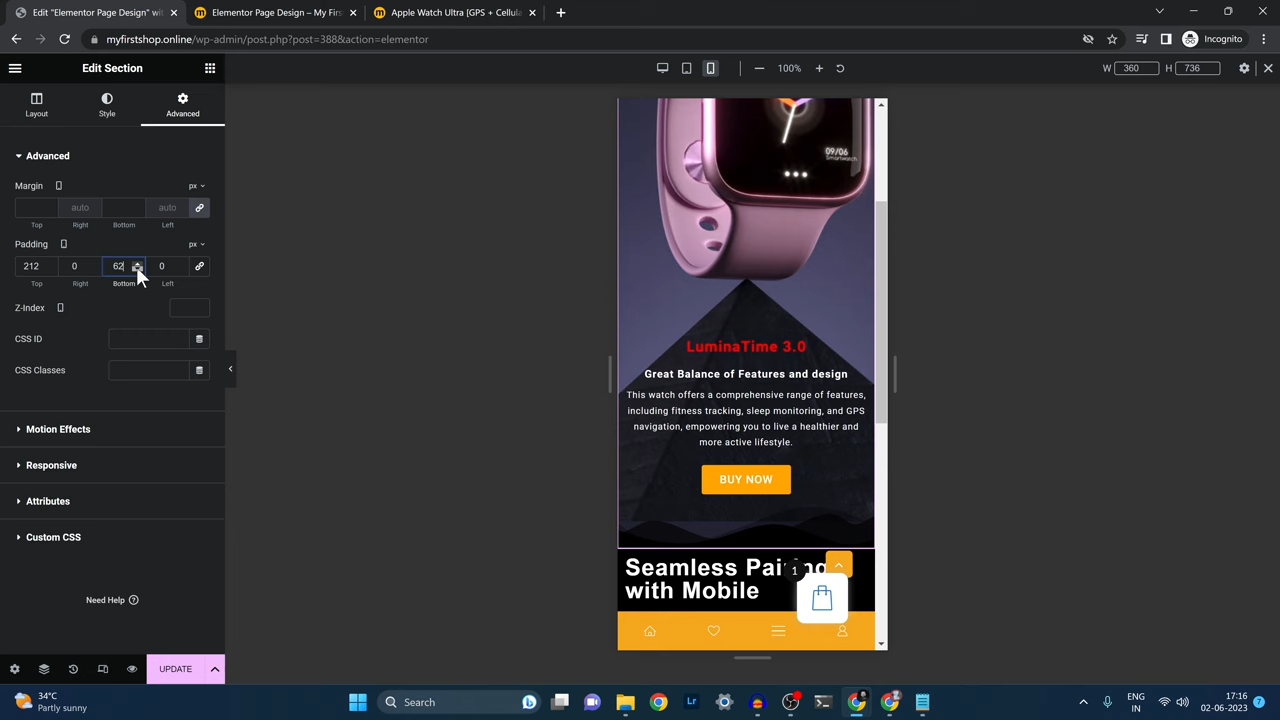 Edit "Elementor Page Design" wit
Elementor Page Design – My First
Apple Watch Ultra [GPS + Cellula
myfirstshop.online/wp-admin/post.php?post=388&action=elementor
Incognito
Edit Section
100%
W 360 H 736
Layout
Style
Advanced
Advanced
Margin
px
auto
auto
Top Right Bottom Left
Padding
px
212 0 62 0
Top Right Bottom Left
Z-Index
CSS ID
CSS Classes
Motion Effects
Responsive
Attributes
Custom CSS
Need Help
UPDATE
09/06
Smartwatch
LuminaTime 3.0
Great Balance of Features and design
This watch offers a comprehensive range of features,
including fitness tracking, sleep monitoring, and GPS
navigation, empowering you to live a healthier and
more active lifestyle.
BUY NOW
Seamless Pairing
with Mobile
1
34°C
Partly sunny
Search
Lr
ENG
IN
17:16
02-06-2023
7